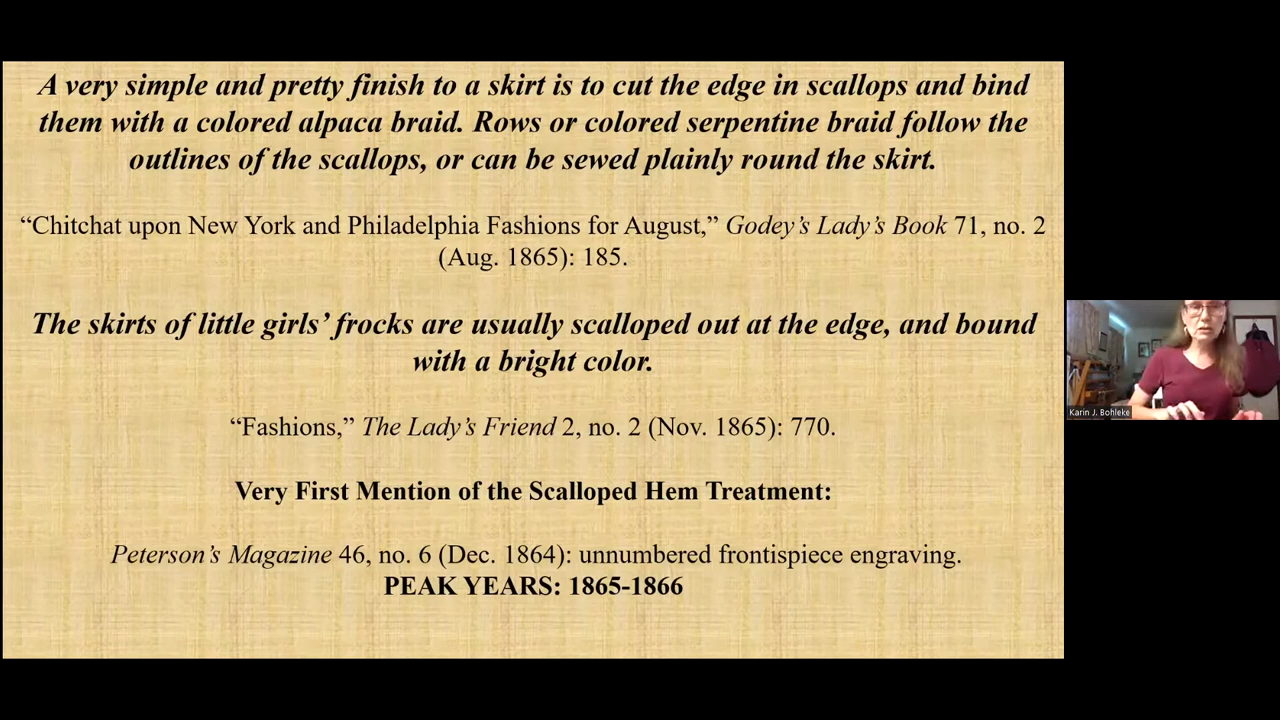 A very simple and pretty finish to a skirt is to cut the edge in scallops and bind
them with a colored alpaca braid. Rows or colored serpentine braid follow the
outlines of the scallops, or can be sewed plainly round the skirt.
“Chitchat upon New York and Philadelphia Fashions for August,” Godey’s Lady’s Book 71, no. 2
(Aug. 1865): 185.
The skirts of little girls’ frocks are usually scalloped out at the edge, and bound
with a bright color.
“Fashions,” The Lady’s Friend 2, no. 2 (Nov. 1865): 770.
Very First Mention of the Scalloped Hem Treatment:
Peterson’s Magazine 46, no. 6 (Dec. 1864): unnumbered frontispiece engraving.
PEAK YEARS: 1865-1866
Karin J. Bohleke